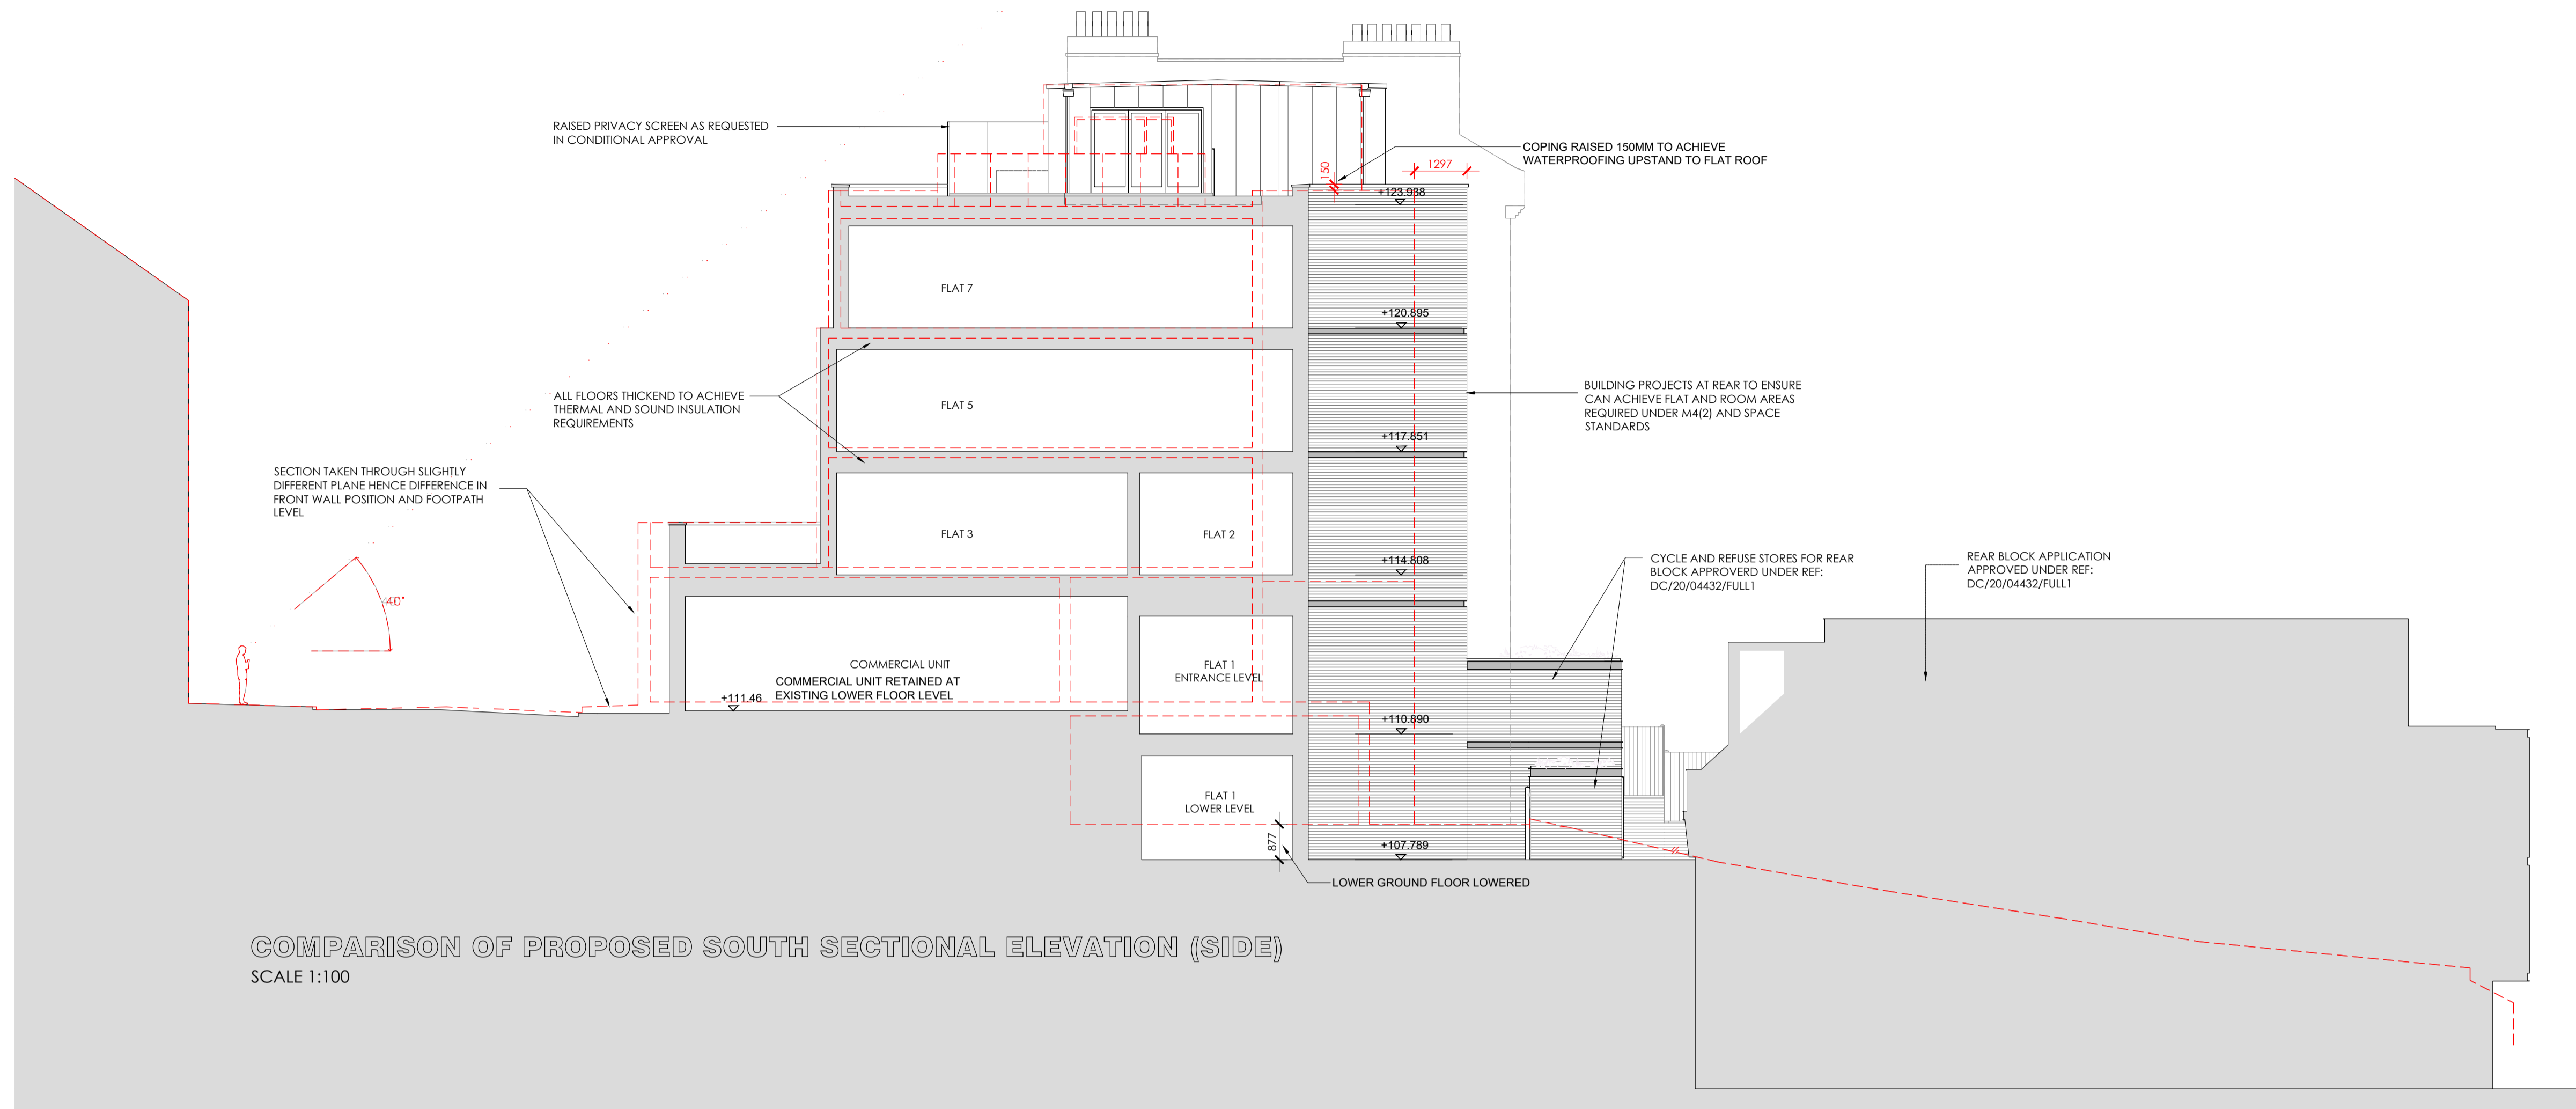 RAISED PRIVACY SCREEN AS REQUESTED
IN CONDITIONAL APPROVAL
COPING RAISED 150MM TO ACHIEVE
WATERPROOFING UPSTAND TO FLAT ROOF
150
1297
+123.938
FLAT 7
+120.895
ALL FLOORS THICKEND TO ACHIEVE
THERMAL AND SOUND INSULATION
REQUIREMENTS
FLAT 5
BUILDING PROJECTS AT REAR TO ENSURE
CAN ACHIEVE FLAT AND ROOM AREAS
REQUIRED UNDER M4(2) AND SPACE
STANDARDS
+117.851
SECTION TAKEN THROUGH SLIGHTLY
DIFFERENT PLANE HENCE DIFFERENCE IN
FRONT WALL POSITION AND FOOTPATH
LEVEL
FLAT 3
FLAT 2
+114.808
CYCLE AND REFUSE STORES FOR REAR
BLOCK APPROVERD UNDER REF:
DC/20/04432/FULL1
REAR BLOCK APPLICATION
APPROVED UNDER REF:
DC/20/04432/FULL1
40°
COMMERCIAL UNIT
COMMERCIAL UNIT RETAINED AT
EXISTING LOWER FLOOR LEVEL
+111.46
FLAT 1
ENTRANCE LEVEL
+110.890
FLAT 1
LOWER LEVEL
877
+107.789
LOWER GROUND FLOOR LOWERED
COMPARISON OF PROPOSED SOUTH SECTIONAL ELEVATION (SIDE)
SCALE 1:100